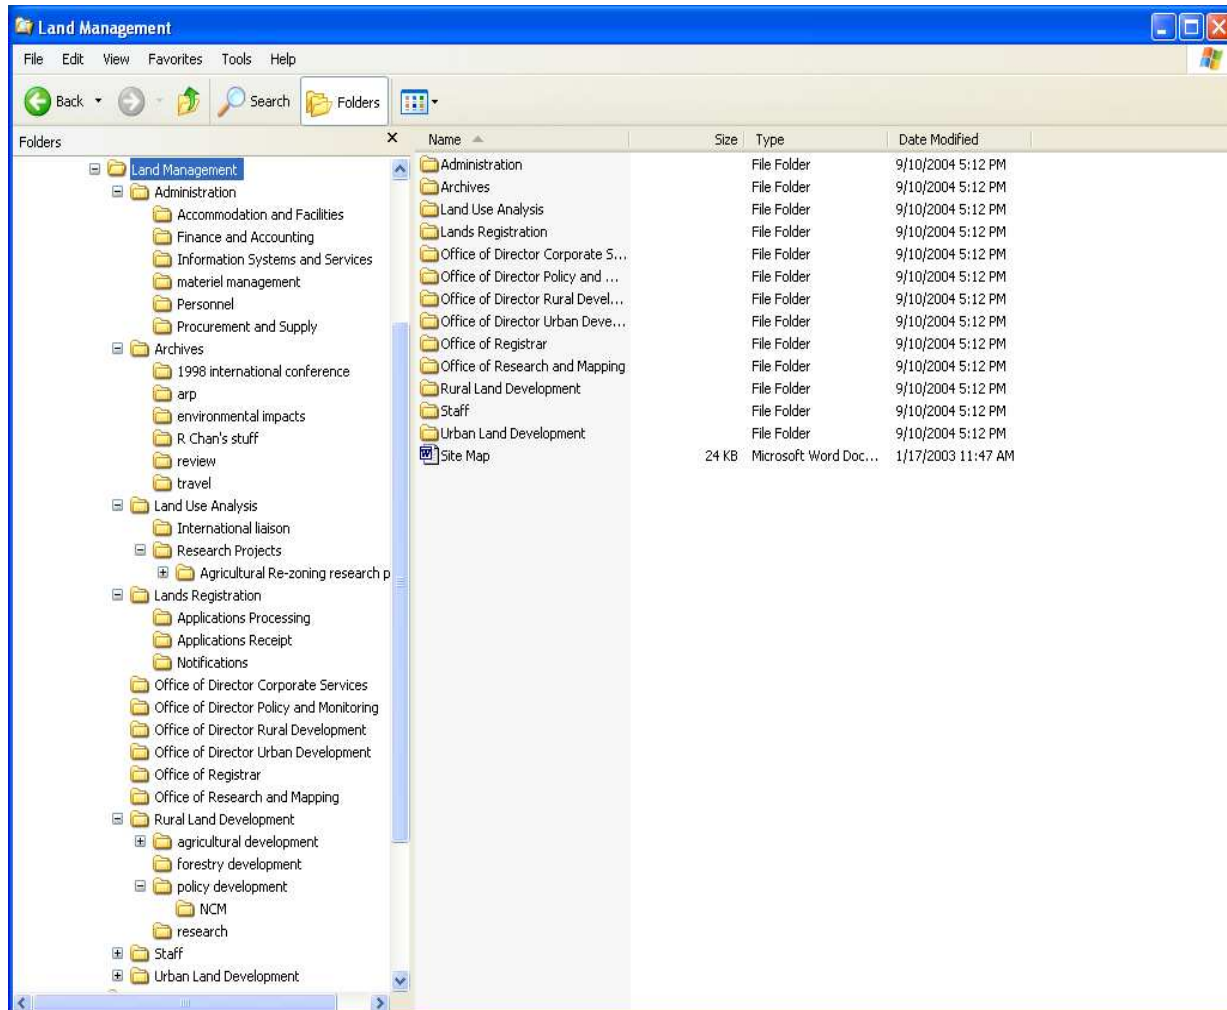 Land Management
File Edit View Favorites Tools Help
Back Search Folders
Folders x
Land Management
Administration
Accommodation and Facilities
Finance and Accounting
Information Systems and Services
materiel management
Personnel
Procurement and Supply
Archives
1998 international conference
arp
environmental impacts
R Chan's stuff
review
travel
Land Use Analysis
International liaison
Research Projects
Agricultural Re-zoning research p
Lands Registration
Applications Processing
Applications Receipt
Notifications
Office of Director Corporate Services
Office of Director Policy and Monitoring
Office of Director Rural Development
Office of Director Urban Development
Office of Registrar
Office of Research and Mapping
Rural Land Development
agricultural development
forestry development
policy development
NCM
research
Staff
Urban Land Development
Name Size Type Date Modified
Administration File Folder 9/10/2004 5:12 PM
Archives File Folder 9/10/2004 5:12 PM
Land Use Analysis File Folder 9/10/2004 5:12 PM
Lands Registration File Folder 9/10/2004 5:12 PM
Office of Director Corporate S... File Folder 9/10/2004 5:12 PM
Office of Director Policy and ... File Folder 9/10/2004 5:12 PM
Office of Director Rural Devel... File Folder 9/10/2004 5:12 PM
Office of Director Urban Deve... File Folder 9/10/2004 5:12 PM
Office of Registrar File Folder 9/10/2004 5:12 PM
Office of Research and Mapping File Folder 9/10/2004 5:12 PM
Rural Land Development File Folder 9/10/2004 5:12 PM
Staff File Folder 9/10/2004 5:12 PM
Urban Land Development File Folder 9/10/2004 5:12 PM
Site Map 24 KB Microsoft Word Doc... 1/17/2003 11:47 AM